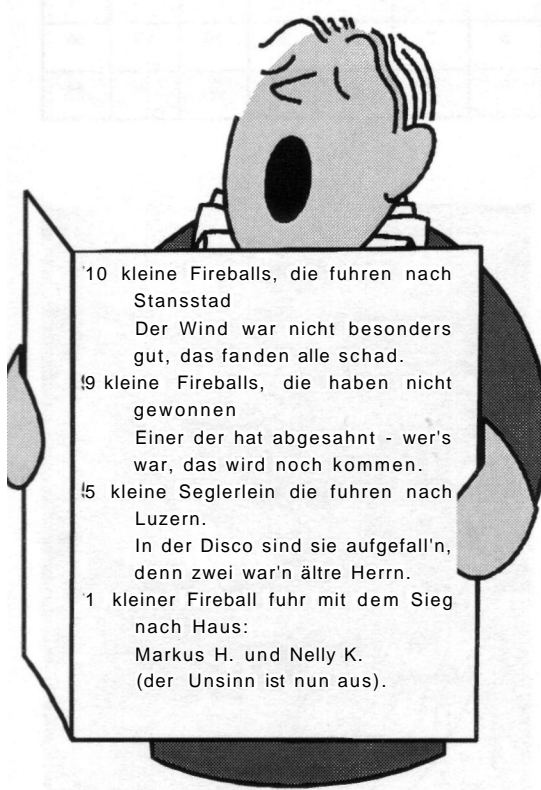 10 kleine Fireballs, die fuhren nach
Stansstad
Der Wind war nicht besonders
gut, das fanden alle schad.
9 kleine Fireballs, die haben nicht
gewonnen
Einer der hat abgesahnt - wer's
war, das wird noch kommen.
5 kleine Seglerlein die fuhren nach
Luzern.
In der Disco sind sie aufgefall'n,
denn zwei war'n ältre Herrn.
1 kleiner Fireball fuhr mit dem Sieg
nach Haus:
Markus H. und Nelly K.
(der Unsinn ist nun aus).